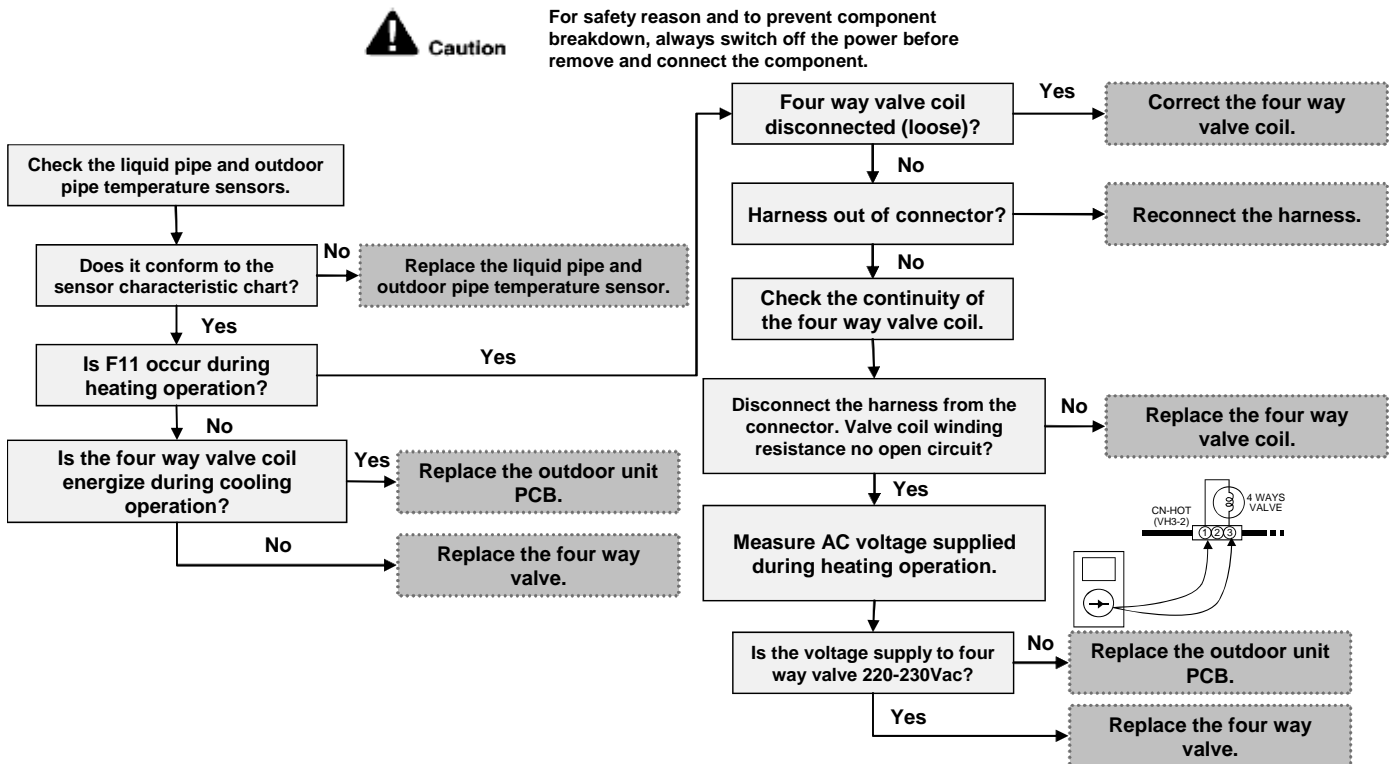 Caution
For safety reason and to prevent component
breakdown, always switch off the power before
remove and connect the component.
Check the liquid pipe and outdoor
pipe temperature sensors.
Does it conform to the
sensor characteristic chart?
No
Replace the liquid pipe and
outdoor pipe temperature sensor.
Yes
Is F11 occur during
heating operation?
Yes
No
Is the four way valve coil
energize during cooling
operation?
Yes
Replace the outdoor unit
PCB.
No
Replace the four way
valve.
Four way valve coil
disconnected (loose)?
Yes
Correct the four way
valve coil.
No
Harness out of connector?
Reconnect the harness.
No
Check the continuity of
the four way valve coil.
Disconnect the harness from the
connector. Valve coil winding
resistance no open circuit?
No
Replace the four way
valve coil.
Yes
Measure AC voltage supplied
during heating operation.
CN-HOT
(VH3-2)
4 WAYS
VALVE
1 2 3
Is the voltage supply to four
way valve 220-230Vac?
No
Replace the outdoor unit
PCB.
Yes
Replace the four way
valve.